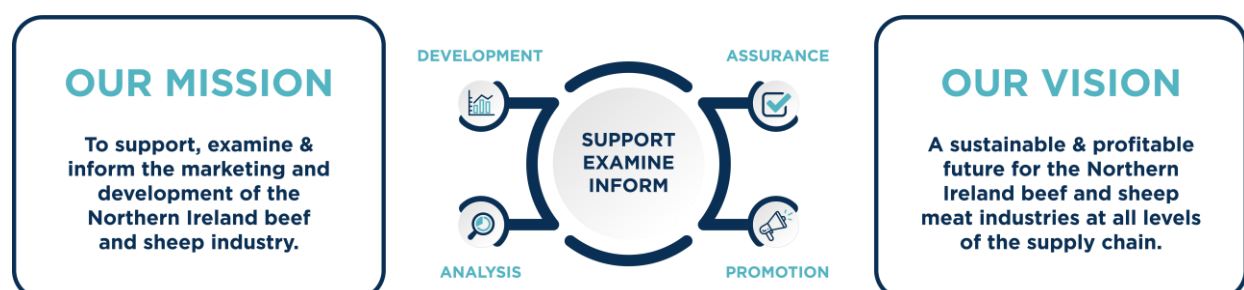 OUR MISSION
To support, examine &
inform the marketing and
development of the
Northern Ireland beef
and sheep industry.
DEVELOPMENT
ASSURANCE
SUPPORT
EXAMINE
INFORM
ANALYSIS
PROMOTION
OUR VISION
A sustainable & profitable
future for the Northern
Ireland beef and sheep
meat industries at all levels
of the supply chain.